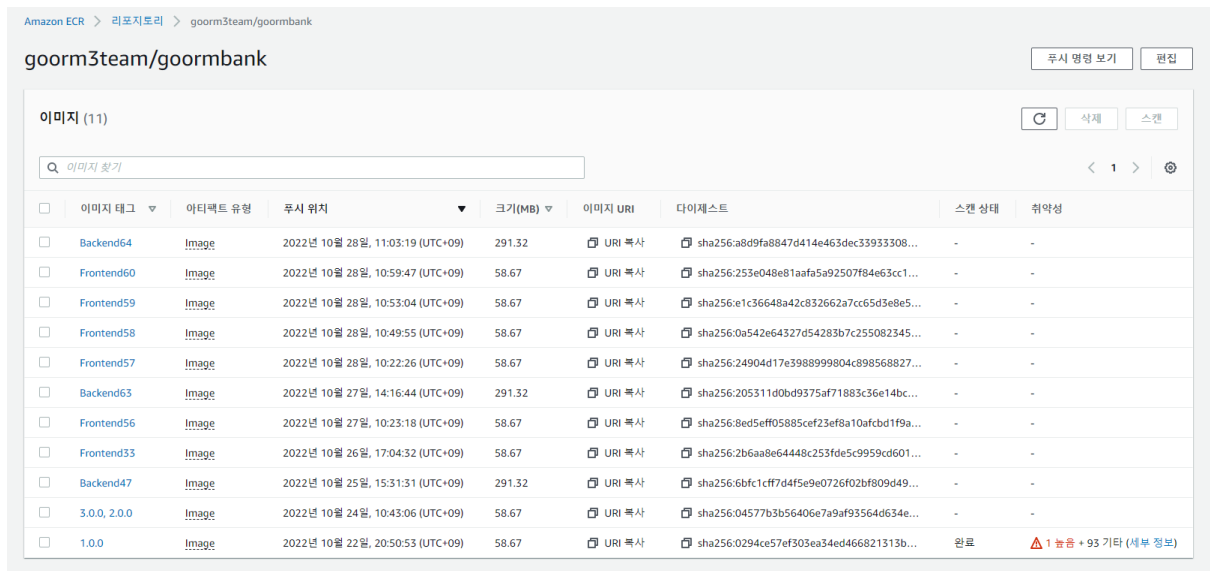 Amazon ECR > 리포지토리 > goorm3team/goormbank
goorm3team/goormbank
푸시 명령 보기 편집
이미지 (11)
삭제 스캔
이미지 찾기
< 1 >
이미지 태그 아티팩트 유형 푸시 위치 크기(MB) 이미지 URI 다이제스트 스캔 상태 취약성
Backend64 Image 2022년 10월 28일, 11:03:19 (UTC+09) 291.32 URI 복사 sha256:a8d9fa8847d414e463dec33933308... - -
Frontend60 Image 2022년 10월 28일, 10:59:47 (UTC+09) 58.67 URI 복사 sha256:253e048e81aafa5a92507f84e63cc1... - -
Frontend59 Image 2022년 10월 28일, 10:53:04 (UTC+09) 58.67 URI 복사 sha256:e1c36648a42c832662a7cc65d3e8e5... - -
Frontend58 Image 2022년 10월 28일, 10:49:55 (UTC+09) 58.67 URI 복사 sha256:0a542e64327d54283b7c255082345... - -
Frontend57 Image 2022년 10월 28일, 10:22:26 (UTC+09) 58.67 URI 복사 sha256:24904d17e3988999804c898568827... - -
Backend63 Image 2022년 10월 27일, 14:16:44 (UTC+09) 291.32 URI 복사 sha256:205311d0bd9375af71883c36e14bc... - -
Frontend56 Image 2022년 10월 27일, 10:23:18 (UTC+09) 58.67 URI 복사 sha256:8ed5eff05885cef23ef8a10afcbd1f9a... - -
Frontend33 Image 2022년 10월 26일, 17:04:32 (UTC+09) 58.67 URI 복사 sha256:2b6aa8e64448c253fde5c9959cd601... - -
Backend47 Image 2022년 10월 25일, 15:31:31 (UTC+09) 291.32 URI 복사 sha256:6bfc1cff7d4f5e9e0726f02bf809d49... - -
3.0.0, 2.0.0 Image 2022년 10월 24일, 10:43:06 (UTC+09) 58.67 URI 복사 sha256:04577b3b56406e7a9af93564d634e... - -
1.0.0 Image 2022년 10월 22일, 20:50:53 (UTC+09) 58.67 URI 복사 sha256:0294ce57ef303ea34ed466821313b... 완료 1 높음 + 93 기타 (세부 정보)